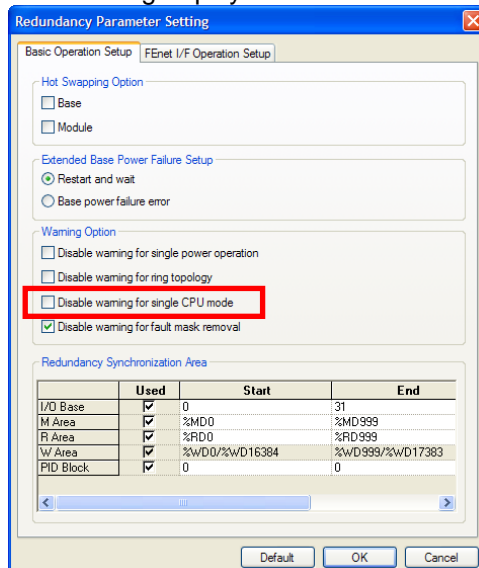 Redundancy Parameter Setting
Basic Operation Setup FEnet I/F Operation Setup
Hot Swapping Option
Base
Module
Extended Base Power Failure Setup
Restart and wait
Base power failure error
Warning Option
Disable warning for single power operation
Disable warning for ring topology
Disable warning for single CPU mode
Disable warning for fault mask removal
Redundancy Synchronization Area
Used Start End
I/O Base 0 31
M Area %MD0 %MD999
R Area %RD0 %RD999
W Area %WD0/%WD16384 %WD999/%WD17383
PID Block 0 0
Default OK Cancel